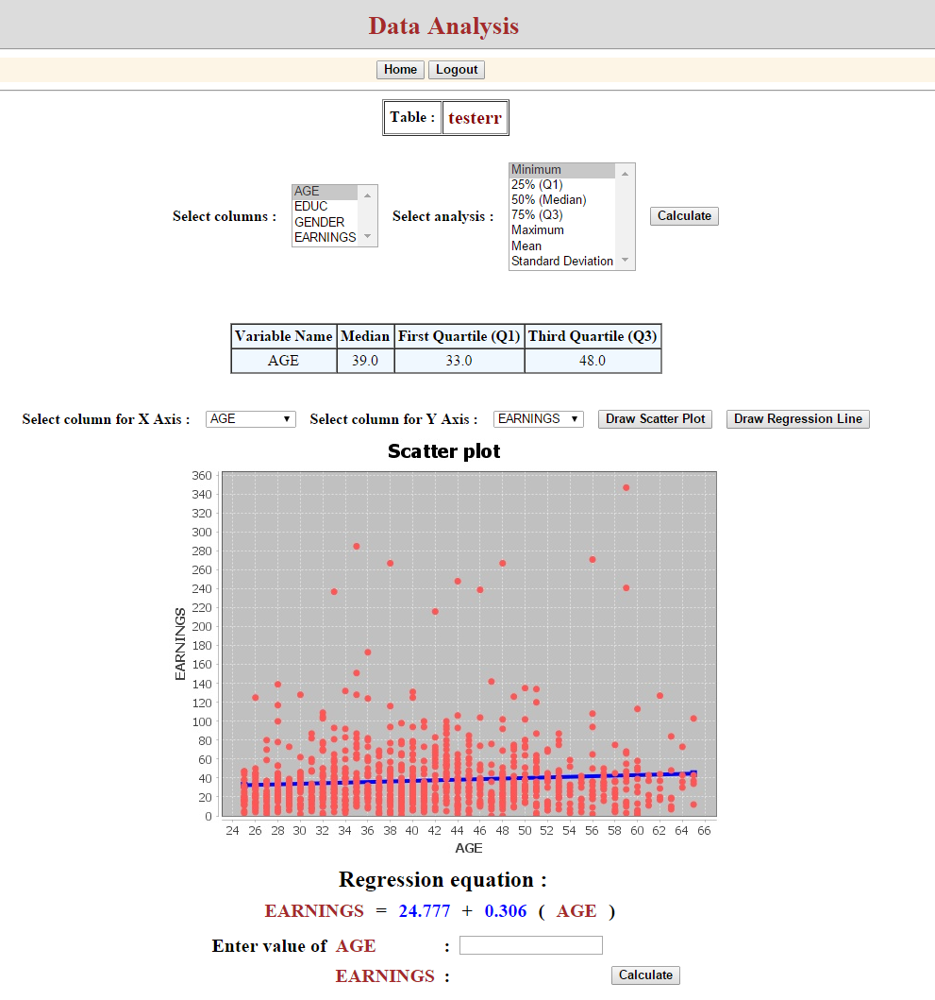 Data Analysis
Home Logout
Table : testerr
Select columns : AGE EDUC GENDER EARNINGS
Select analysis : Minimum 25% (Q1) 50% (Median) 75% (Q3) Maximum Mean Standard Deviation
Calculate
Variable Name Median First Quartile (Q1) Third Quartile (Q3)
AGE 39.0 33.0 48.0
Select column for X Axis : AGE Select column for Y Axis : EARNINGS Draw Scatter Plot Draw Regression Line
Scatter plot
360
340
320
300
280
260
240
220
200
180
160
140
120
100
80
60
40
20
0
EARNINGS
24 26 28 30 32 34 36 38 40 42 44 46 48 50 52 54 56 58 60 62 64 66
AGE
Regression equation :
EARNINGS = 24.777 + 0.306 ( AGE )
Enter value of AGE :
EARNINGS : Calculate